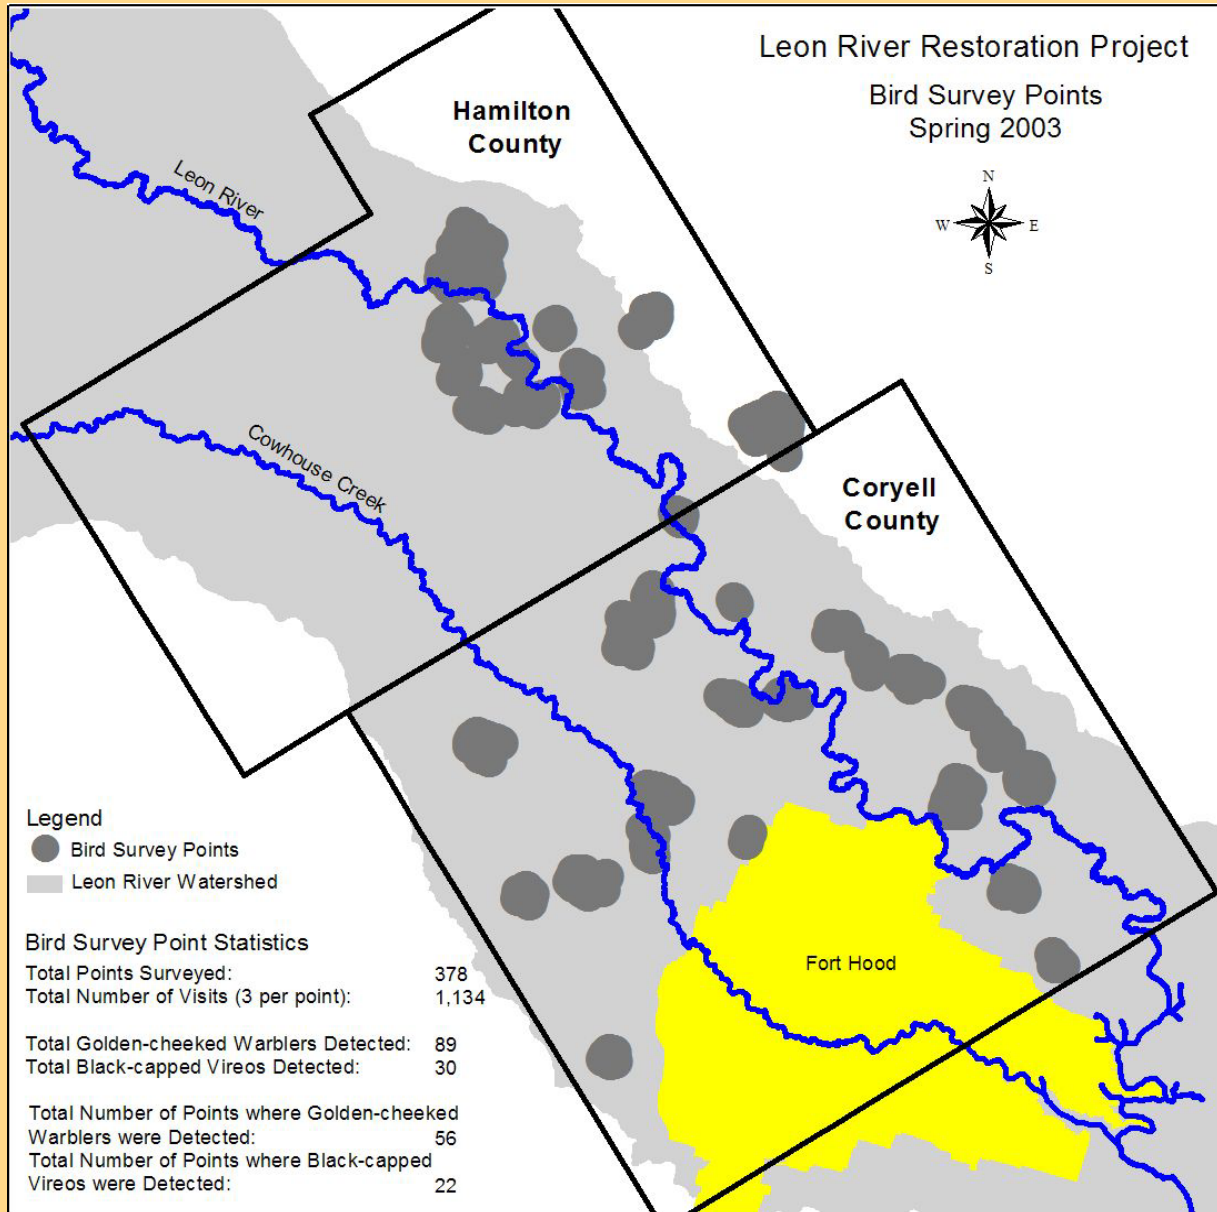 Leon River Restoration Project
Bird Survey Points
Spring 2003
N
W E
S
Hamilton
County
Leon River
Cowhouse Creek
Coryell
County
Fort Hood
Legend
Bird Survey Points
Leon River Watershed
Bird Survey Point Statistics
Total Points Surveyed: 378
Total Number of Visits (3 per point): 1,134
Total Golden-cheeked Warblers Detected: 89
Total Black-capped Vireos Detected: 30
Total Number of Points where Golden-cheeked
Warblers were Detected: 56
Total Number of Points where Black-capped
Vireos were Detected: 22